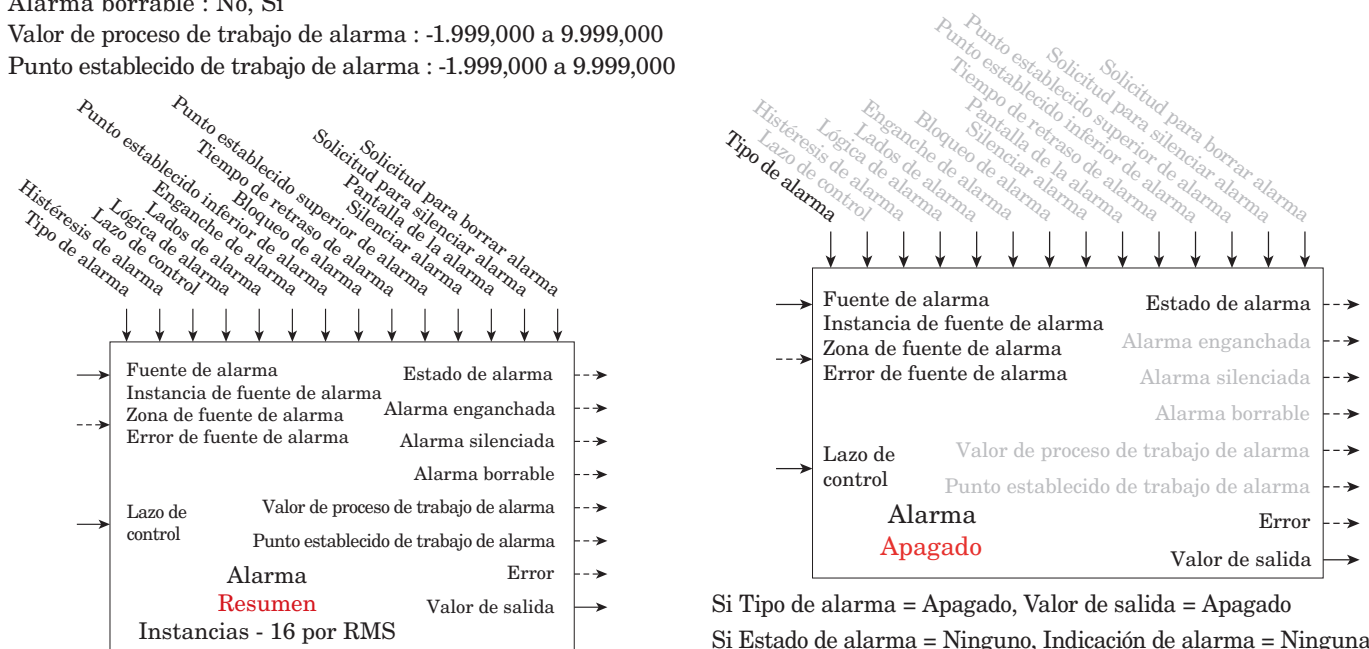 Alarma borrable : No, Sí
Valor de proceso de trabajo de alarma : -1.999,000 a 9.999,000
Punto establecido de trabajo de alarma : -1.999,000 a 9.999,000
Tipo de alarma
Histéresis de alarma
Lazo de control
Lógica de alarma
Lados de alarma
Punto establecido inferior de alarma
Enganche de alarma
Bloqueo de alarma
Tiempo de retraso de alarma
Punto establecido superior de alarma
Silenciar alarma
Pantalla de la alarma
Solicitud para silenciar alarma
Solicitud para borrar alarma
Fuente de alarma
Instancia de fuente de alarma
Zona de fuente de alarma
Error de fuente de alarma
Lazo de
control
Estado de alarma
Alarma enganchada
Alarma silenciada
Alarma borrable
Valor de proceso de trabajo de alarma
Punto establecido de trabajo de alarma
Error
Valor de salida
Alarma
Resumen
Instancias - 16 por RMS
Tipo de alarma
Lazo de control
Histéresis de alarma
Lógica de alarma
Lados de alarma
Enganche de alarma
Bloqueo de alarma
Silenciar alarma
Pantalla de la alarma
Tiempo de retraso de alarma
Punto establecido inferior de alarma
Punto establecido superior de alarma
Solicitud para silenciar alarma
Solicitud para borrar alarma
Fuente de alarma
Instancia de fuente de alarma
Zona de fuente de alarma
Error de fuente de alarma
Lazo de
control
Estado de alarma
Alarma enganchada
Alarma silenciada
Alarma borrable
Valor de proceso de trabajo de alarma
Punto establecido de trabajo de alarma
Error
Valor de salida
Alarma
Apagado
Si Tipo de alarma = Apagado, Valor de salida = Apagado
Si Estado de alarma = Ninguno, Indicación de alarma = Ninguna